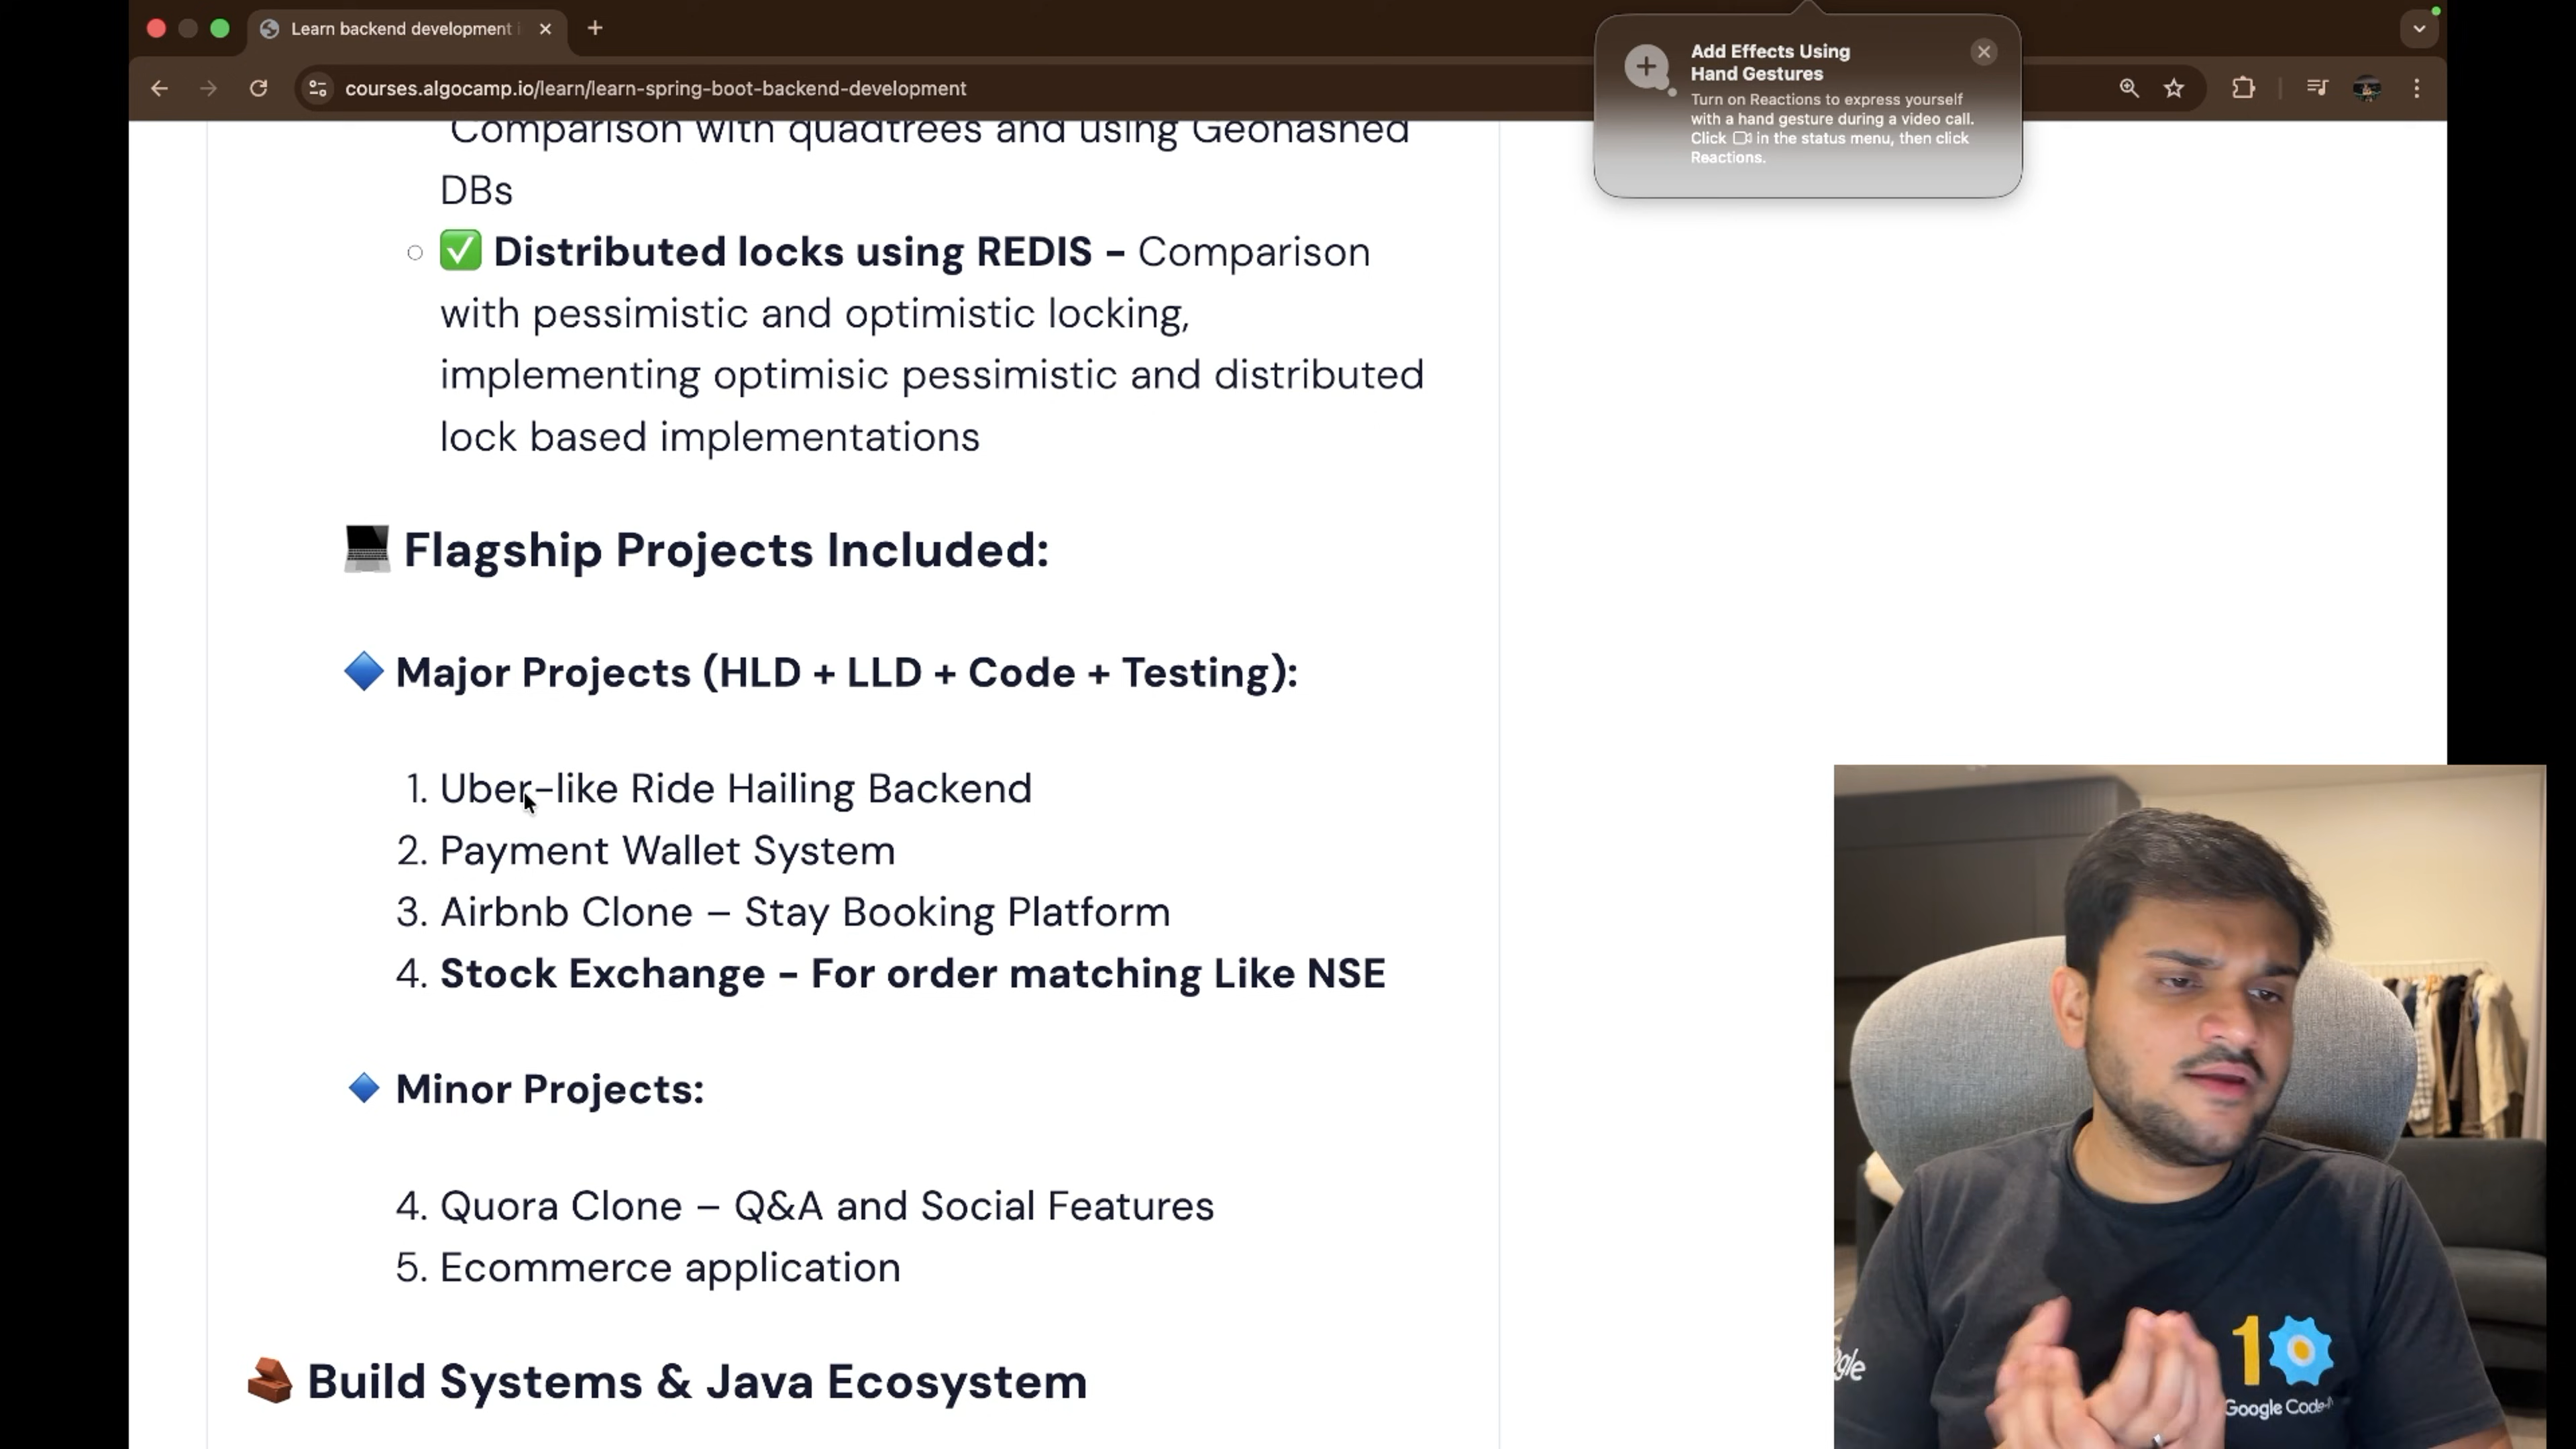 Learn backend development i
Add Effects Using
Hand Gestures
Turn on Reactions to express yourself
with a hand gesture during a video call.
Click in the status menu, then click
Reactions.
courses.algocamp.io/learn/learn-spring-boot-backend-development
Comparison with quadtrees and using Geohashed
DBs
Distributed locks using REDIS - Comparison
with pessimistic and optimistic locking,
implementing optimisic pessimistic and distributed
lock based implementations
Flagship Projects Included:
Major Projects (HLD + LLD + Code + Testing):
1. Uber-like Ride Hailing Backend
2. Payment Wallet System
3. Airbnb Clone – Stay Booking Platform
4. Stock Exchange - For order matching Like NSE
Minor Projects:
4. Quora Clone – Q&A and Social Features
5. Ecommerce application
Build Systems & Java Ecosystem
gle
10
Google Code-